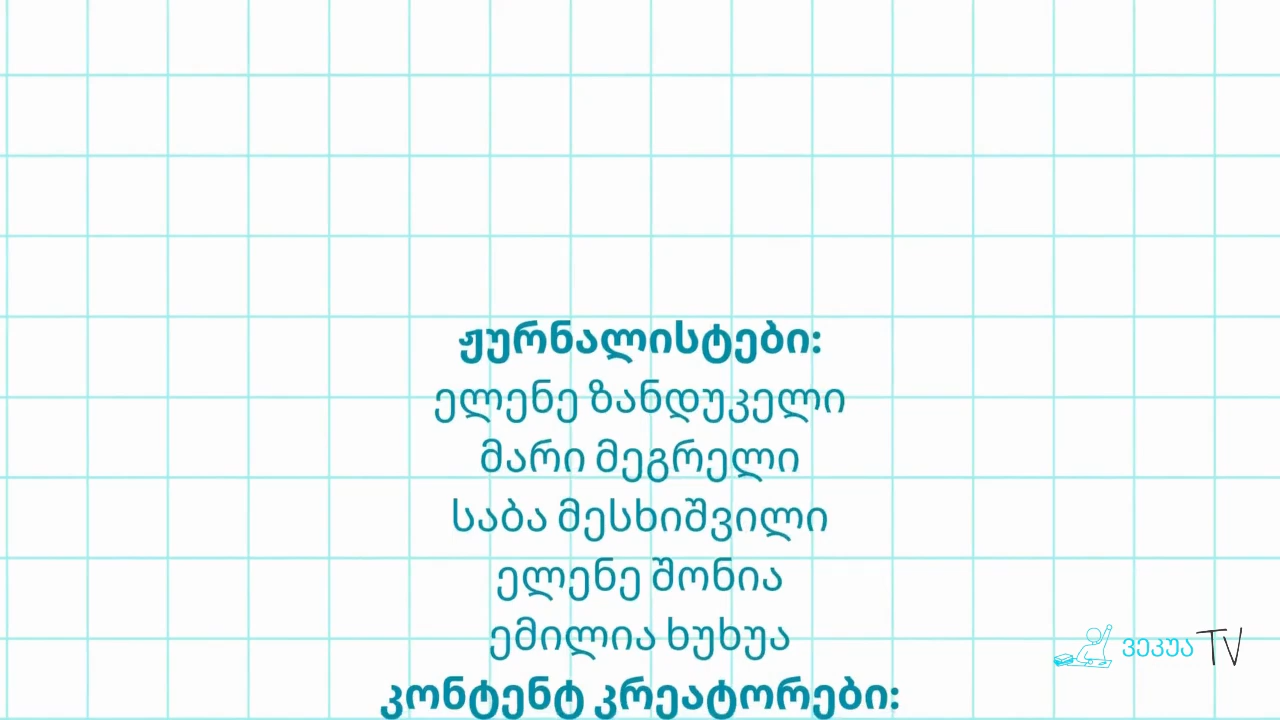 ჟურნალისტები:
ელენე ზანდუკელი
მარი მეგრელი
საბა მესხიშვილი
ელენე შონია
ემილია ხუხუა
კონტენტ კრეატორები:
ვეკუა TV